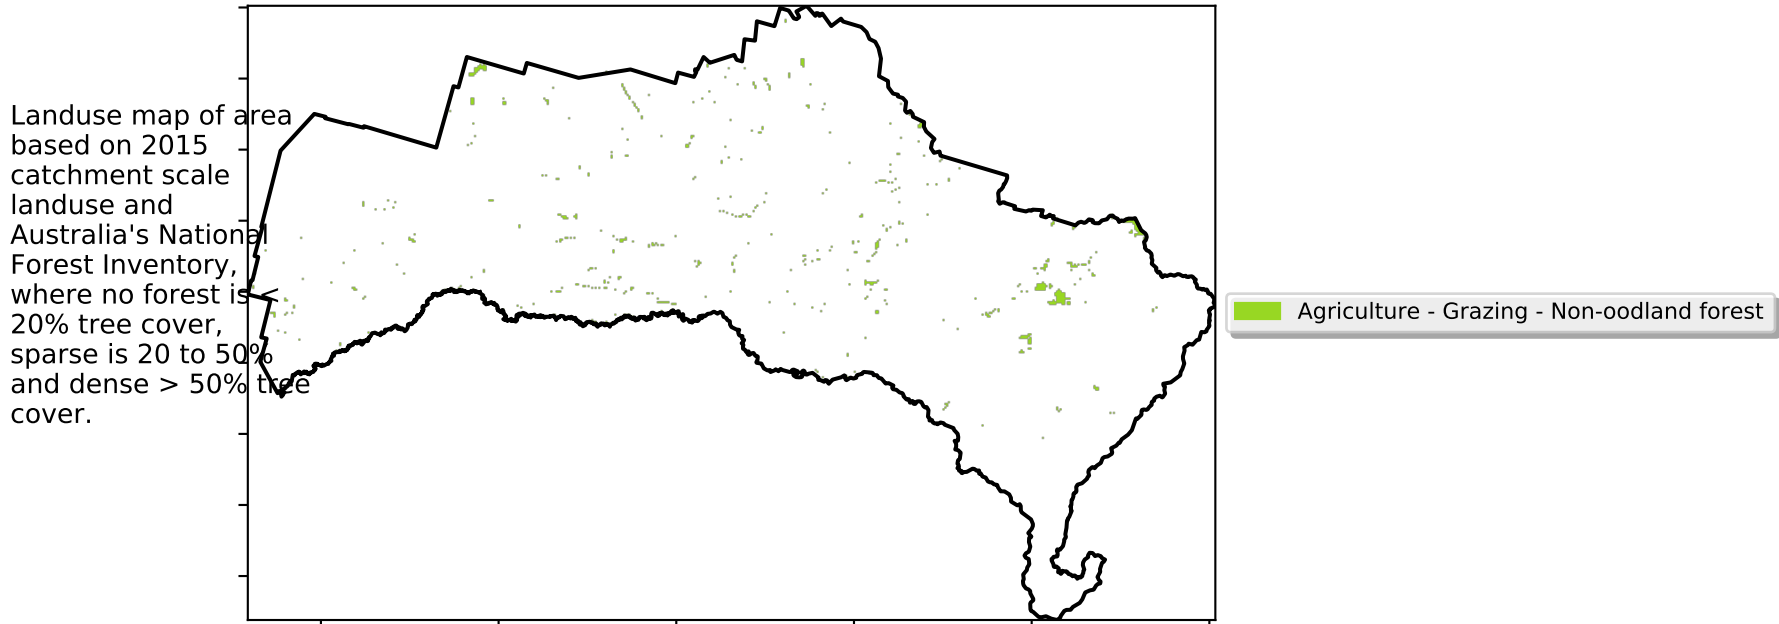 Landuse map of area
based on 2015
catchment scale
landuse and
Australia's National
Forest Inventory,
where no forest is <
20% tree cover,
sparse is 20 to 50%
and dense > 50% tree
cover.
Agriculture - Grazing - Non-oodland forest